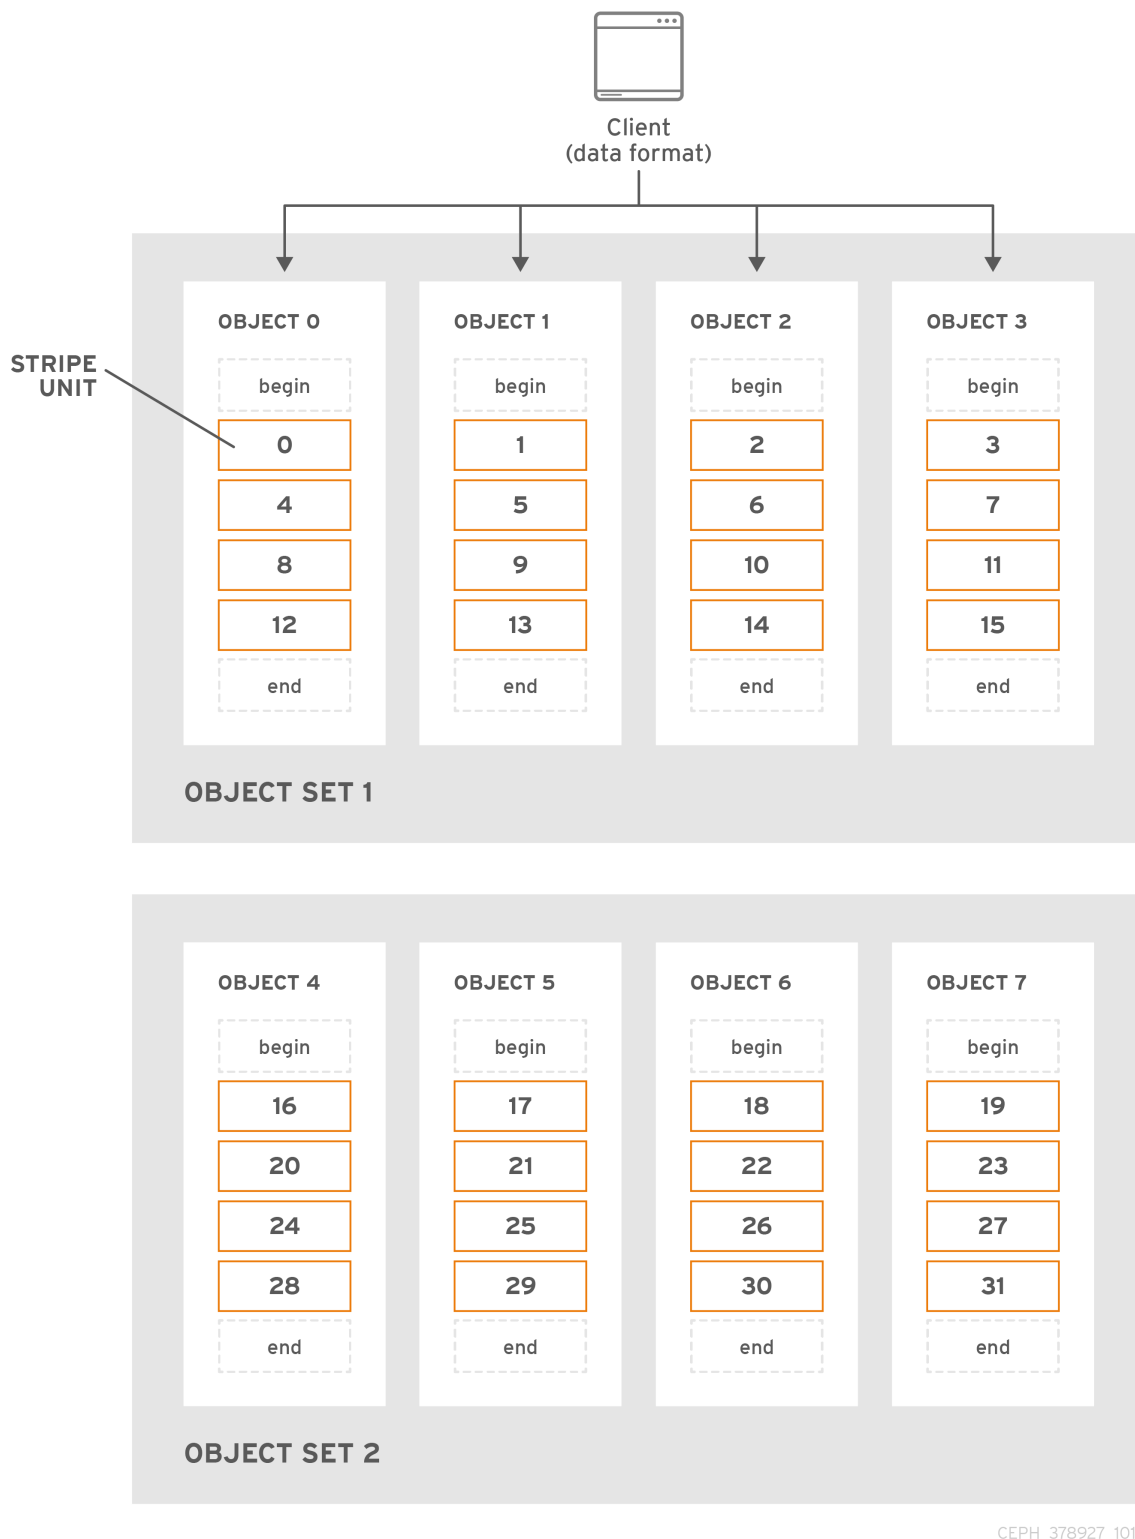 Client
(data format)
OBJECT 0 OBJECT 1 OBJECT 2 OBJECT 3
STRIPE
UNIT
begin begin begin begin
0 1 2 3
4 5 6 7
8 9 10 11
12 13 14 15
end end end end
OBJECT SET 1
OBJECT 4 OBJECT 5 OBJECT 6 OBJECT 7
begin begin begin begin
16 17 18 19
20 21 22 23
24 25 26 27
28 29 30 31
end end end end
OBJECT SET 2
CEPH_378927_101